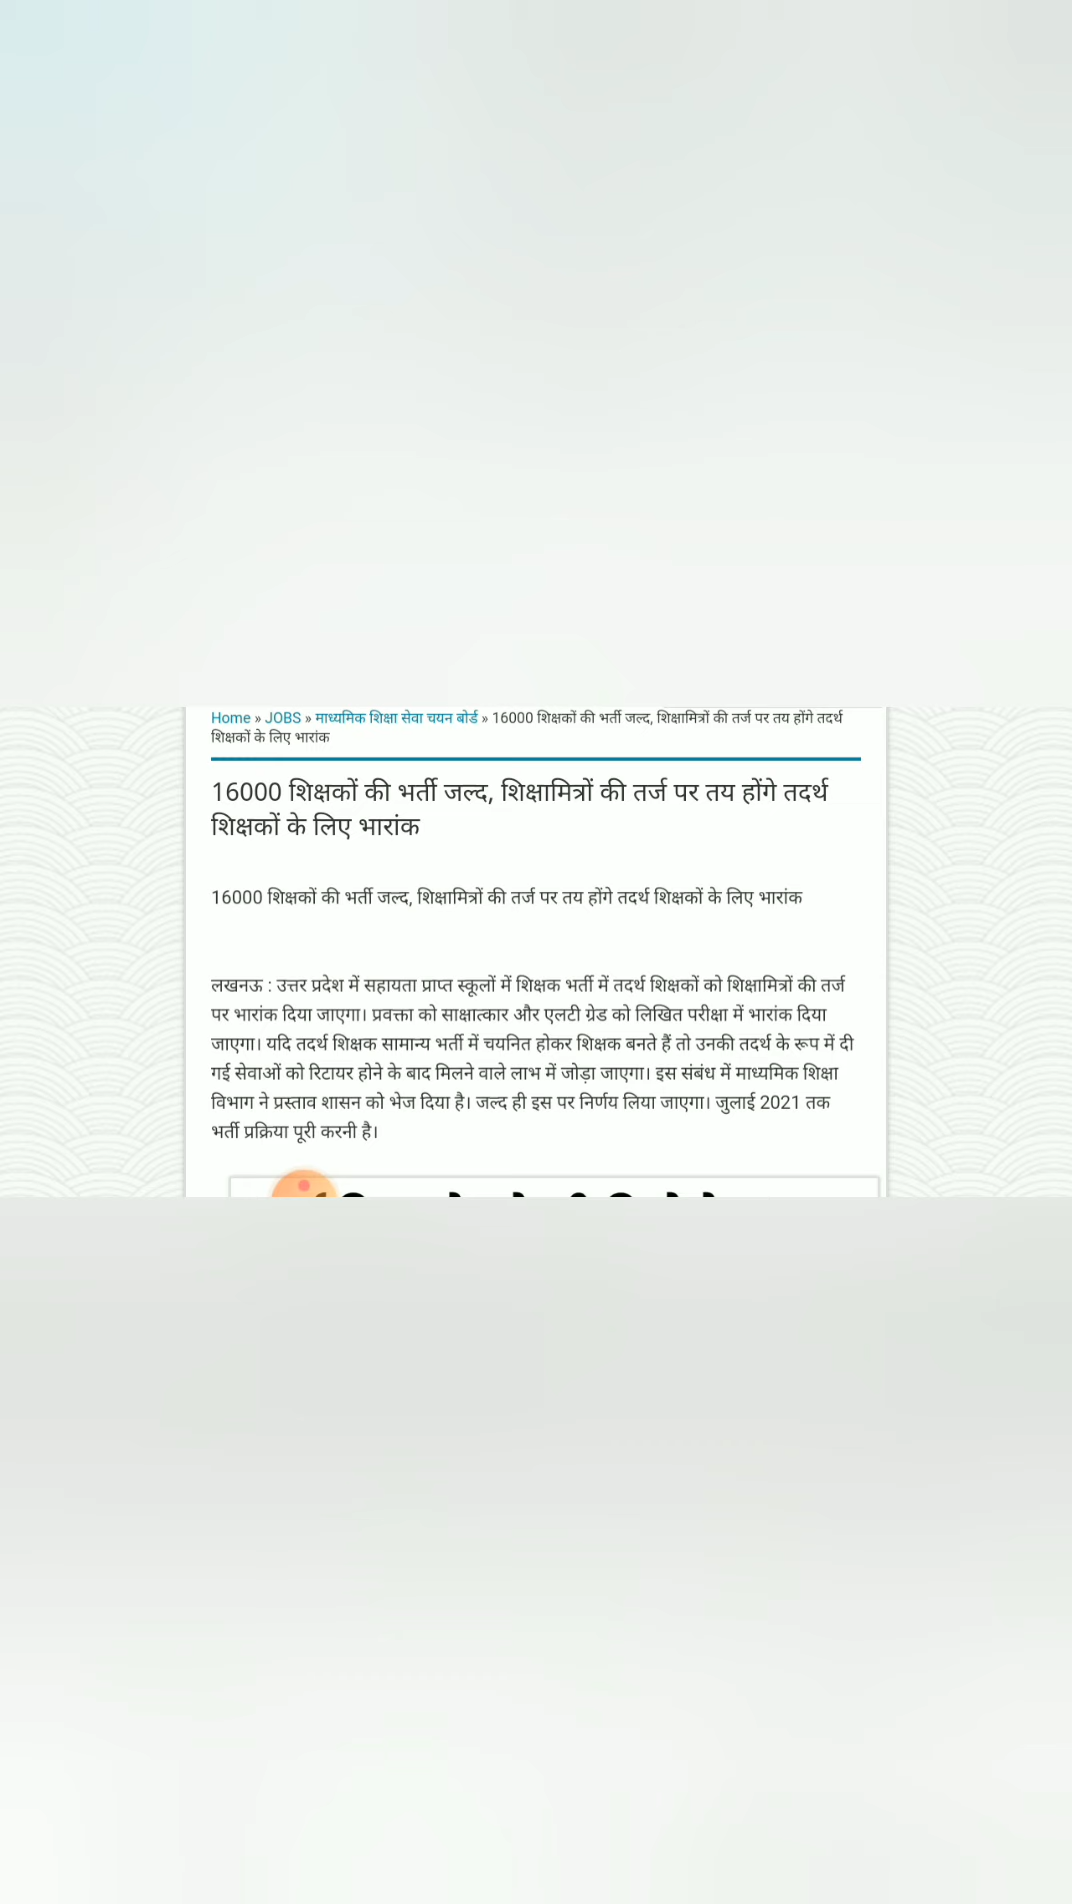 Home » JOBS » माध्यमिक शिक्षा सेवा चयन बोर्ड » 16000 शिक्षकों की भर्ती जल्द, शिक्षामित्रों की तर्ज पर तय होंगे तदर्थ
शिक्षकों के लिए भारांक
16000 शिक्षकों की भर्ती जल्द, शिक्षामित्रों की तर्ज पर तय होंगे तदर्थ
शिक्षकों के लिए भारांक
16000 शिक्षकों की भर्ती जल्द, शिक्षामित्रों की तर्ज पर तय होंगे तदर्थ शिक्षकों के लिए भारांक
लखनऊ : उत्तर प्रदेश में सहायता प्राप्त स्कूलों में शिक्षक भर्ती में तदर्थ शिक्षकों को शिक्षामित्रों की तर्ज
पर भारांक दिया जाएगा। प्रवक्ता को साक्षात्कार और एलटी ग्रेड को लिखित परीक्षा में भारांक दिया
जाएगा। यदि तदर्थ शिक्षक सामान्य भर्ती में चयनित होकर शिक्षक बनते हैं तो उनकी तदर्थ के रूप में दी
गई सेवाओं को रिटायर होने के बाद मिलने वाले लाभ में जोड़ा जाएगा। इस संबंध में माध्यमिक शिक्षा
विभाग ने प्रस्ताव शासन को भेज दिया है। जल्द ही इस पर निर्णय लिया जाएगा। जुलाई 2021 तक
भर्ती प्रक्रिया पूरी करनी है।